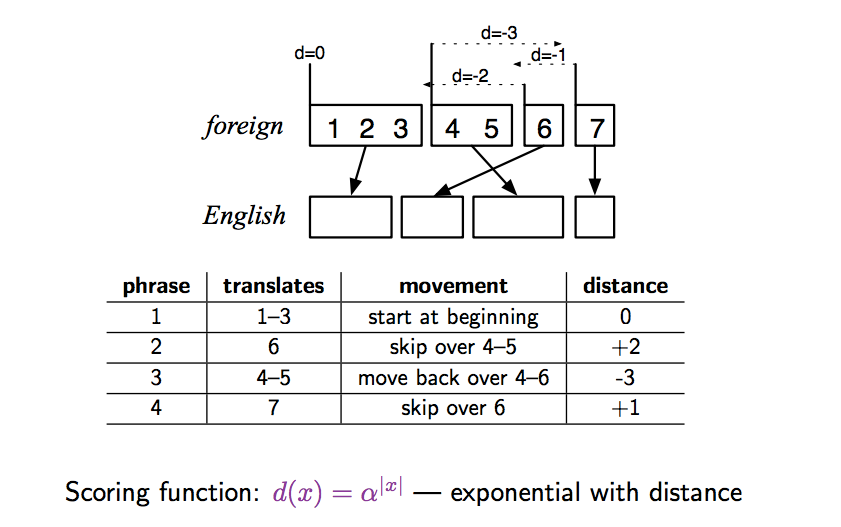 d=-3
d=0
d=-1
d=-2
foreign 1 2 3 4 5 6 7
English
phrase translates movement distance
1 1–3 start at beginning 0
2 6 skip over 4–5 +2
3 4–5 move back over 4–6 -3
4 7 skip over 6 +1
Scoring function: d(x) = α^|x| — exponential with distance